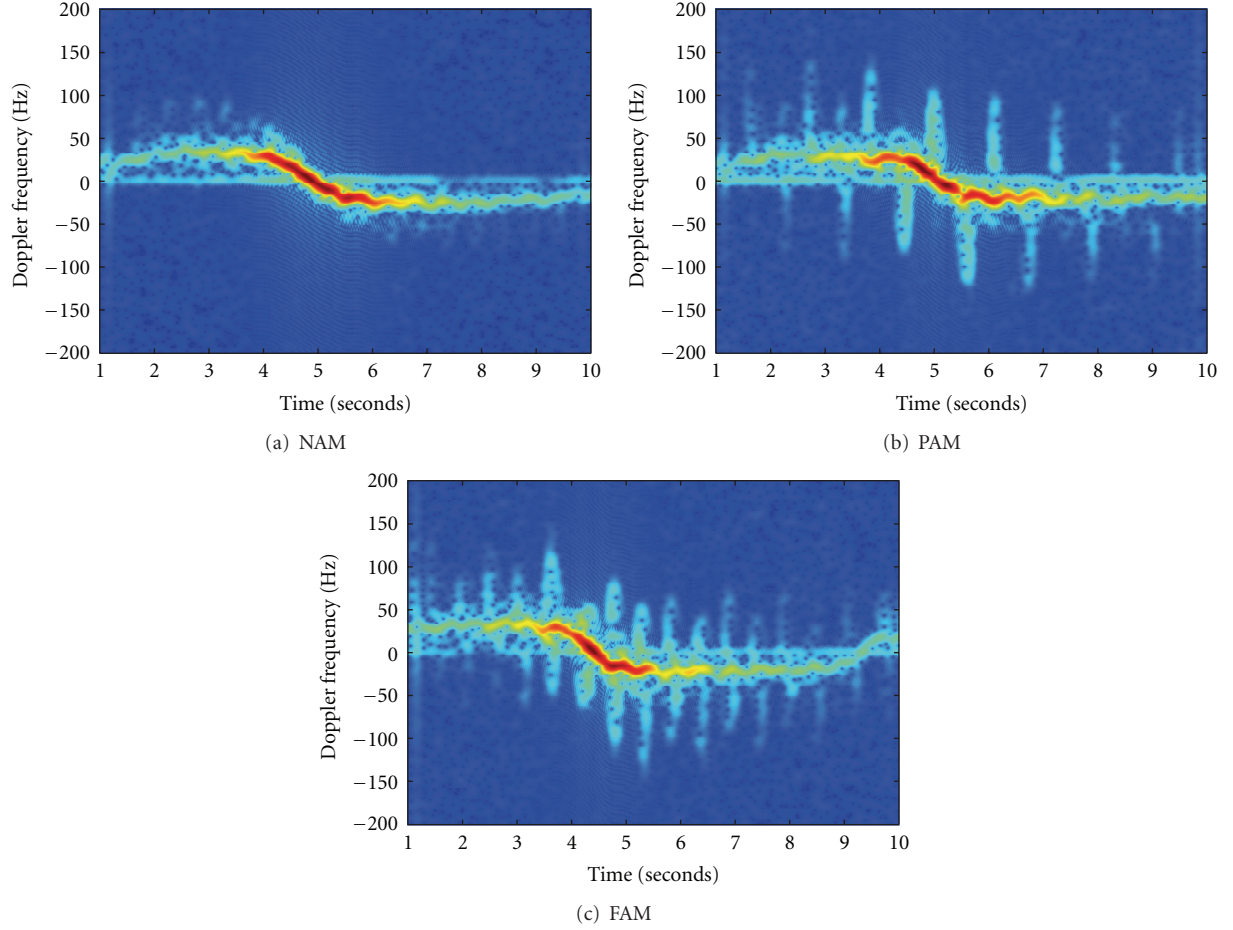 200
150
100
50
0
−50
−100
−150
−200
Doppler frequency (Hz)
1 2 3 4 5 6 7 8 9 10
Time (seconds)
(a) NAM
200
150
100
50
0
−50
−100
−150
−200
Doppler frequency (Hz)
1 2 3 4 5 6 7 8 9 10
Time (seconds)
(b) PAM
200
150
100
50
0
−50
−100
−150
−200
Doppler frequency (Hz)
1 2 3 4 5 6 7 8 9 10
Time (seconds)
(c) FAM